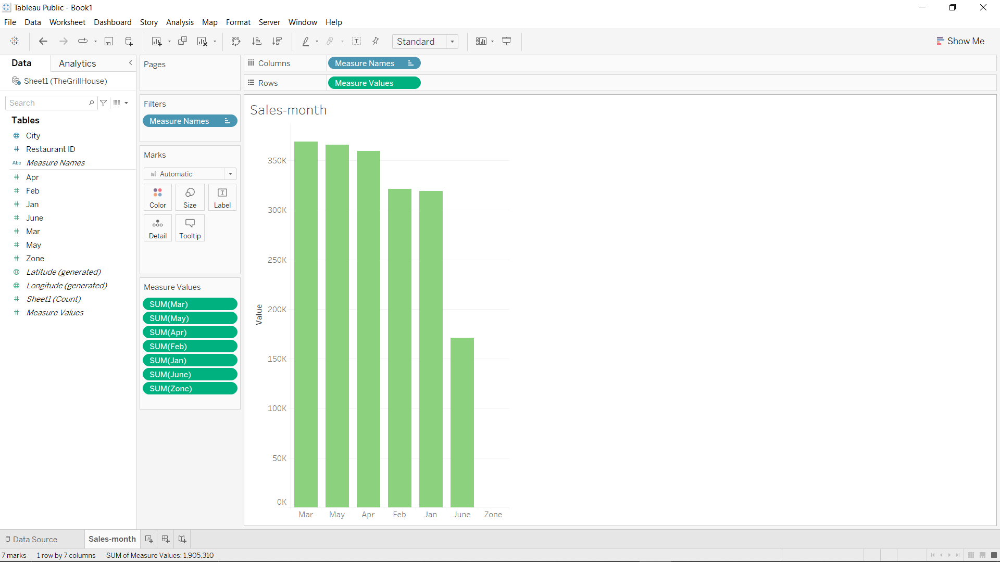 Tableau Public - Book1
File Data Worksheet Dashboard Story Analysis Map Format Server Window Help
Standard
Show Me
Data Analytics
Sheet1 (TheGrillHouse)
Search
Tables
City
Restaurant ID
Abc Measure Names
Apr
Feb
Jan
June
Mar
May
Zone
Latitude (generated)
Longitude (generated)
Sheet1 (Count)
Measure Values
Pages
Filters
Measure Names
Marks
Automatic
Color Size Label
Detail Tooltip
Measure Values
SUM(Mar)
SUM(May)
SUM(Apr)
SUM(Feb)
SUM(Jan)
SUM(June)
SUM(Zone)
Columns Measure Names
Rows Measure Values
Sales-month
350K
300K
250K
200K
150K
100K
50K
0K
Value
Mar May Apr Feb Jan June Zone
Data Source Sales-month
7 marks 1 row by 7 columns SUM of Measure Values: 1,905,310